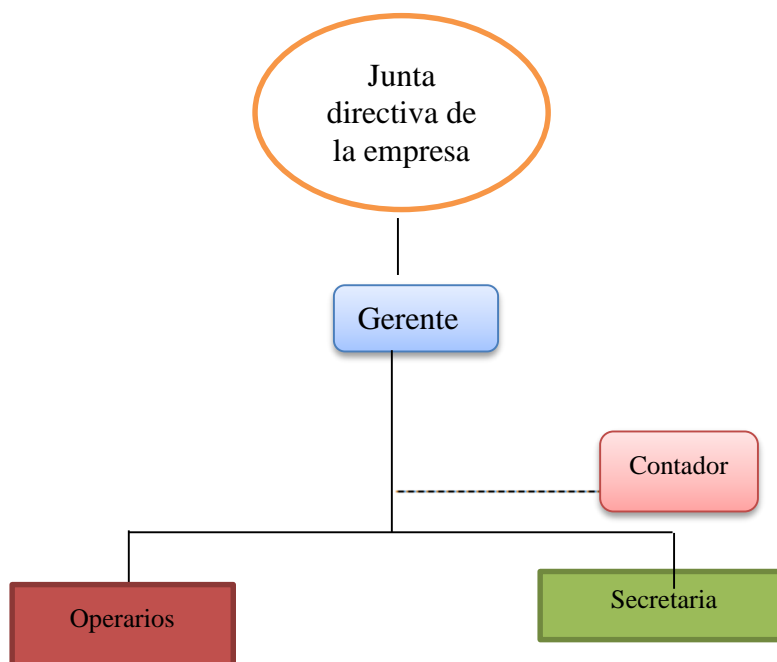 Junta
directiva de
la empresa
Gerente
Contador
Operarios
Secretaria